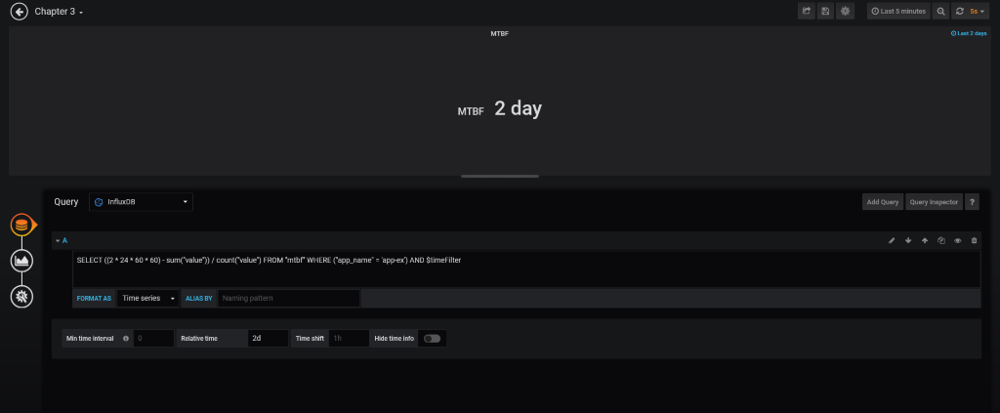 Chapter 3
Last 5 minutes
5s
MTBF
Last 2 days
MTBF 2 day
Query
InfluxDB
Add Query
Query Inspector
?
A
SELECT ((2 * 24 * 60 * 60) - sum("value")) / count("value") FROM "mtbf" WHERE ("app_name" = 'app-ex') AND $timeFilter
FORMAT AS
Time series
ALIAS BY
Naming pattern
Min time interval
0
Relative time
2d
Time shift
1h
Hide time info